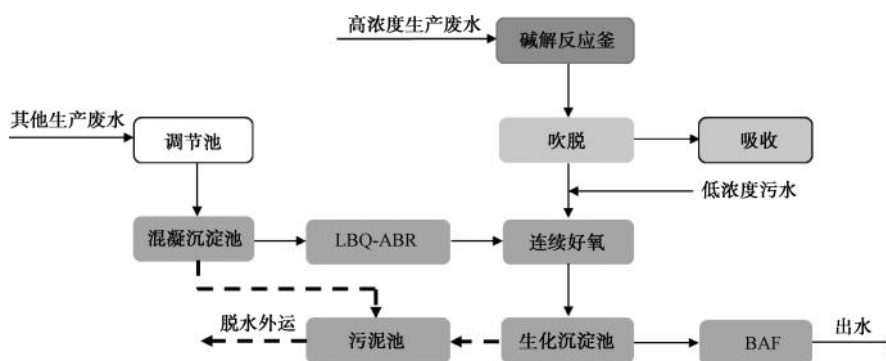 高浓度生产废水
碱解反应釜
其他生产废水
调节池
吹脱
吸收
低浓度污水
混凝沉淀池
LBQ-ABR
连续好氧
脱水外运
污泥池
生化沉淀池
BAF
出水